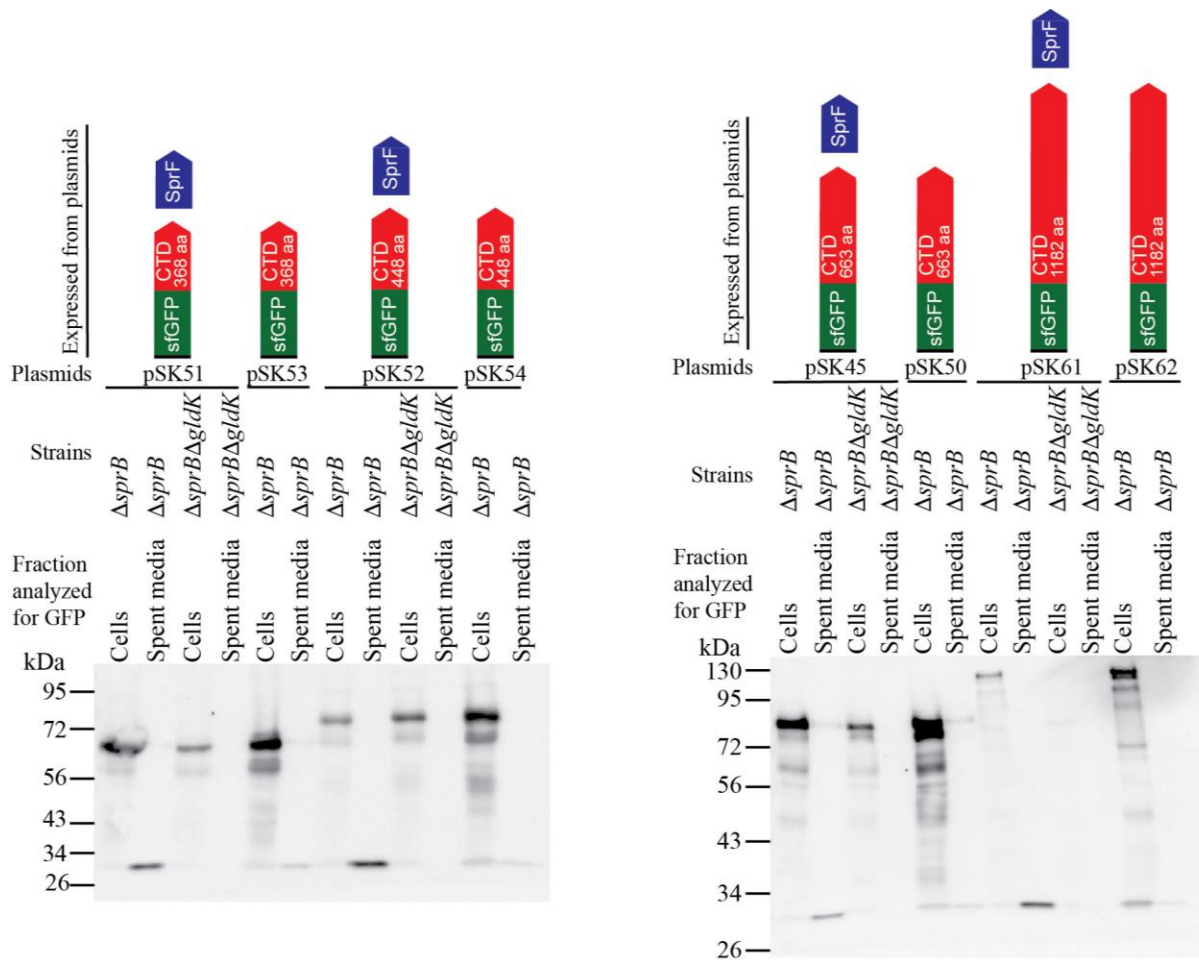 Expressed from plasmids
SprF
CTD
368 aa
sfGFP
CTD
368 aa
sfGFP
SprF
CTD
448 aa
sfGFP
CTD
448 aa
sfGFP
Plasmids
pSK51
pSK53
pSK52
pSK54
Strains
ΔsprB
ΔsprB
ΔsprBΔgldK
ΔsprBΔgldK
ΔsprB
ΔsprB
ΔsprB
ΔsprB
ΔsprBΔgldK
ΔsprBΔgldK
ΔsprB
ΔsprB
Fraction
analyzed
for GFP
Cells
Spent media
Cells
Spent media
Cells
Spent media
Cells
Spent media
Cells
Spent media
Cells
Spent media
kDa
95
72
56
43
34
26
Expressed from plasmids
SprF
CTD
663 aa
sfGFP
CTD
663 aa
sfGFP
SprF
CTD
1182 aa
sfGFP
CTD
1182 aa
sfGFP
Plasmids
pSK45
pSK50
pSK61
pSK62
Strains
ΔsprB
ΔsprB
ΔsprBΔgldK
ΔsprBΔgldK
ΔsprB
ΔsprB
ΔsprB
ΔsprB
ΔsprBΔgldK
ΔsprBΔgldK
ΔsprB
ΔsprB
Fraction
analyzed
for GFP
Cells
Spent media
Cells
Spent media
Cells
Spent media
Cells
Spent media
Cells
Spent media
Cells
Spent media
kDa
130
95
72
56
43
34
26